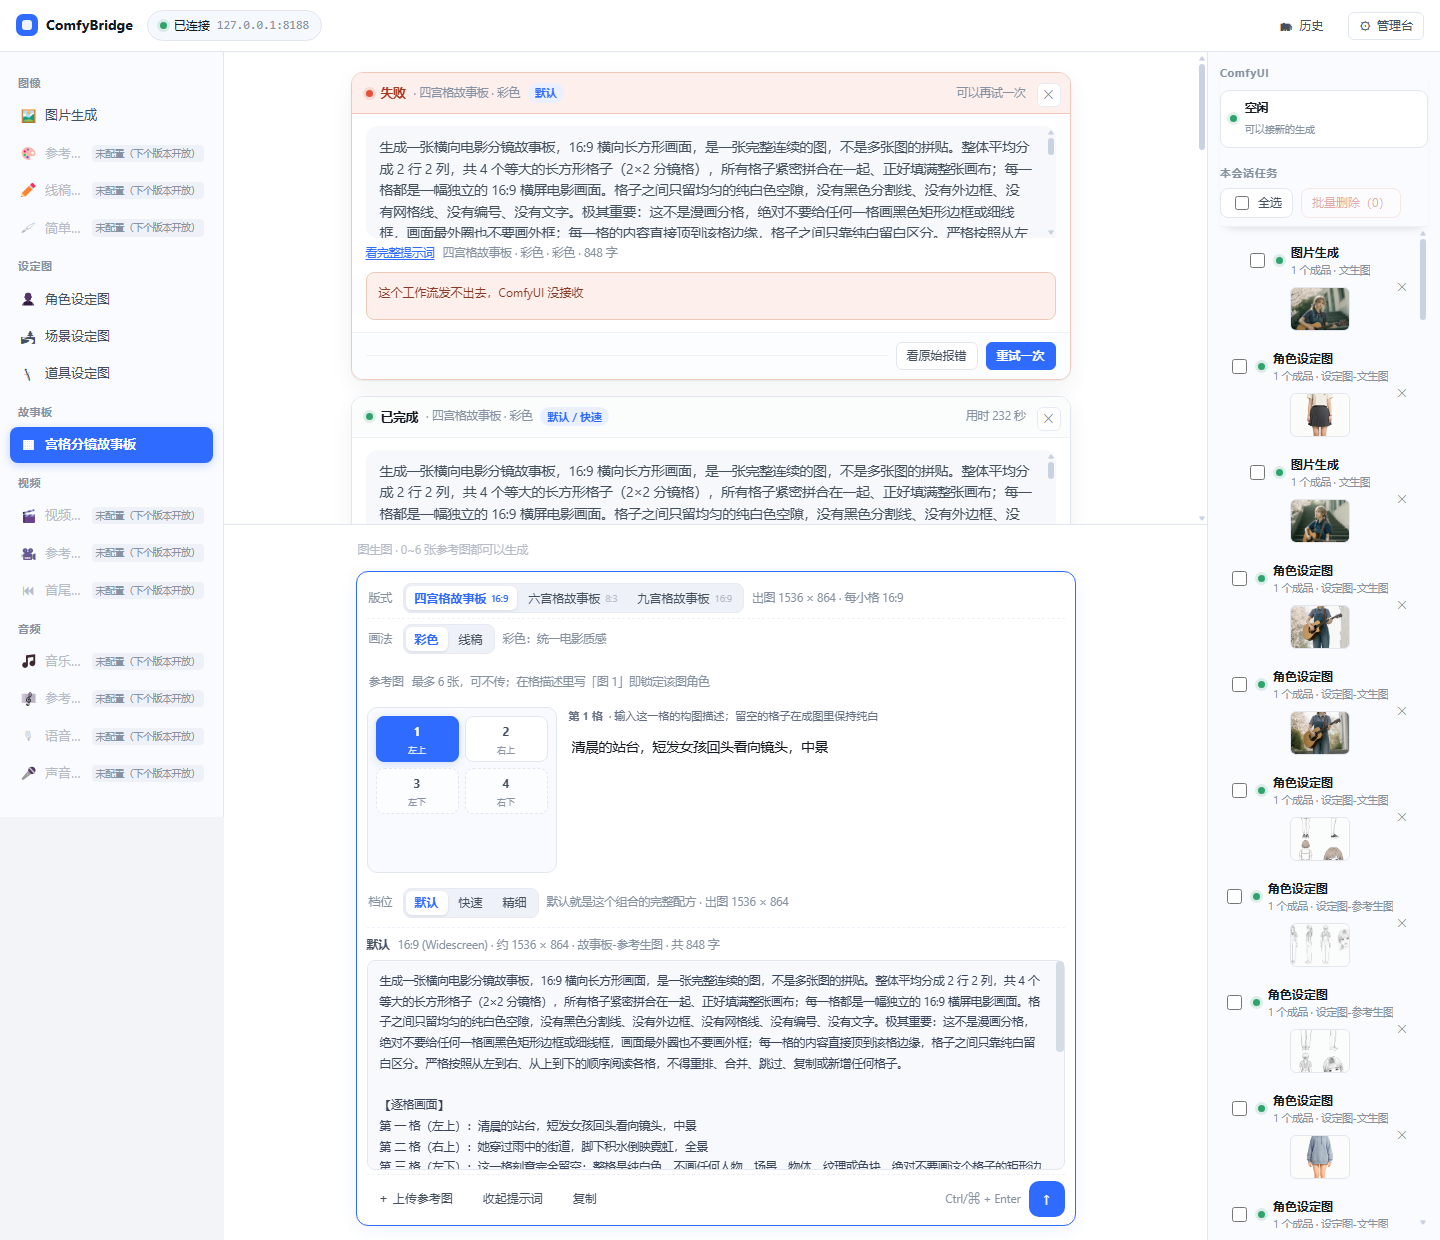 ComfyBridge
已连接 127.0.0.1:8188
历史
管理台
图像
图片生成
参考... 未配置（下个版本开放）
线稿... 未配置（下个版本开放）
简单... 未配置（下个版本开放）
设定图
角色设定图
场景设定图
道具设定图
故事板
宫格分镜故事板
视频
视频... 未配置（下个版本开放）
参考... 未配置（下个版本开放）
首尾... 未配置（下个版本开放）
音频
音乐... 未配置（下个版本开放）
参考... 未配置（下个版本开放）
语音... 未配置（下个版本开放）
声音... 未配置（下个版本开放）
失败 · 四宫格故事板 · 彩色 默认 可以再试一次
生成一张横向电影分镜故事板，16:9 横向长方形画面，是一张完整连续的图，不是多张图的拼贴。整体平均分
成 2 行 2 列，共 4 个等大的长方形格子（2×2 分镜格），所有格子紧密拼合在一起、正好填满整张画布；每一
格都是一幅独立的 16:9 横屏电影画面。格子之间只留均匀的纯白色空隙，没有黑色分割线、没有外边框、没
有网格线、没有编号、没有文字。极其重要：这不是漫画分格，绝对不要给任何一格画黑色矩形边框或细线
框，画面最外圈也不要画外框；每一格的内容直接顶到该格边缘，格子之间只靠纯白留白区分。严格按照从左
看完整提示词 四宫格故事板 · 彩色 · 彩色 · 848 字
这个工作流发不出去，ComfyUI 没接收
看原始报错
重试一次
已完成 · 四宫格故事板 · 彩色 默认 / 快速 用时 232 秒
生成一张横向电影分镜故事板，16:9 横向长方形画面，是一张完整连续的图，不是多张图的拼贴。整体平均分
成 2 行 2 列，共 4 个等大的长方形格子（2×2 分镜格），所有格子紧密拼合在一起、正好填满整张画布；每一
格都是一幅独立的 16:9 横屏电影画面。格子之间只留均匀的纯白色空隙，没有黑色分割线、没有外边框、没
图生图 · 0~6 张参考图都可以生成
版式 四宫格故事板 16:9 六宫格故事板 8:3 九宫格故事板 16:9 出图 1536 × 864 · 每小格 16:9
画法 彩色 线稿 彩色：统一电影质感
参考图 最多 6 张，可不传；在格描述里写「图 1」即锁定该图角色
1
左上
2
右上
3
左下
4
右下
第 1 格 · 输入这一格的构图描述；留空的格子在成图里保持纯白
清晨的站台，短发女孩回头看向镜头，中景
档位 默认 快速 精细 默认就是这个组合的完整配方 · 出图 1536 × 864
默认 16:9 (Widescreen) · 约 1536 × 864 · 故事板-参考生图 · 共 848 字
生成一张横向电影分镜故事板，16:9 横向长方形画面，是一张完整连续的图，不是多张图的拼贴。整体平均分成 2 行 2 列，共 4 个
等大的长方形格子（2×2 分镜格），所有格子紧密拼合在一起、正好填满整张画布；每一格都是一幅独立的 16:9 横屏电影画面。格
子之间只留均匀的纯白色空隙，没有黑色分割线、没有外边框、没有网格线、没有编号、没有文字。极其重要：这不是漫画分格，
绝对不要给任何一格画黑色矩形边框或细线框，画面最外圈也不要画外框；每一格的内容直接顶到该格边缘，格子之间只靠纯白留
白区分。严格按照从左到右、从上到下的顺序阅读各格，不得重排、合并、跳过、复制或新增任何格子。
【逐格画面】
第 一 格（左上）：清晨的站台，短发女孩回头看向镜头，中景
第 二 格（右上）：她穿过雨中的街道，脚下积水倒映霓虹，全景
第 三 格（左下）：这一格刻意完全留空：整格是纯白色，不画任何人物、场景、物体、纹理或色块，绝对不要画这个格子的矩形边
+ 上传参考图
收起提示词
复制
Ctrl/⌘ + Enter
ComfyUI
空闲
可以接新的生成
本会话任务
全选
批量删除（0）
图片生成
1 个成品 · 文生图
角色设定图
1 个成品 · 设定图-文生图
图片生成
1 个成品 · 文生图
角色设定图
1 个成品 · 设定图-文生图
角色设定图
1 个成品 · 设定图-文生图
角色设定图
1 个成品 · 设定图-文生图
角色设定图
1 个成品 · 设定图-参考生图
角色设定图
1 个成品 · 设定图-参考生图
角色设定图
1 个成品 · 设定图-文生图
角色设定图
1 个成品 · 设定图-文生图